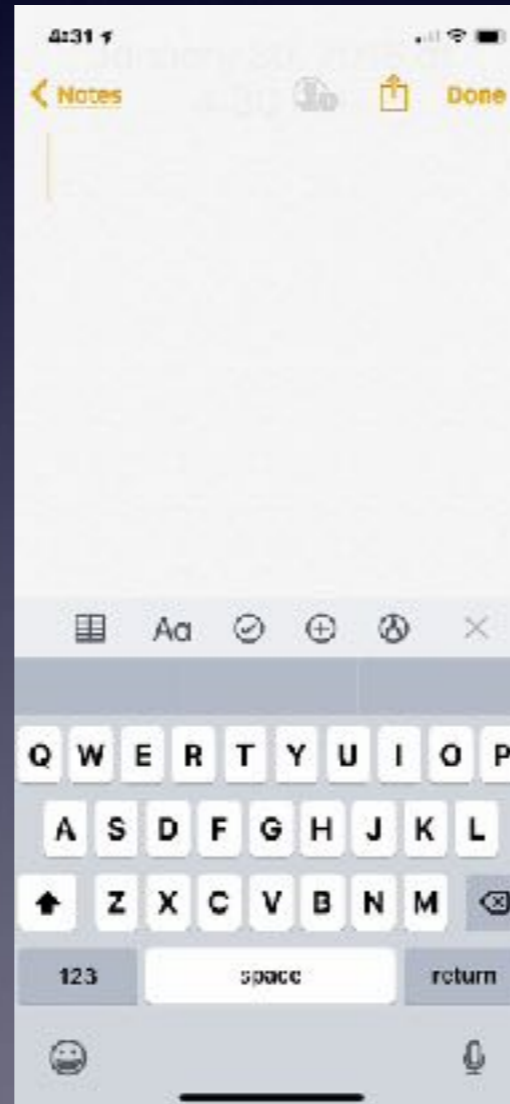 4:31
Notes
Done
Aa
Q W E R T Y U I O P
A S D F G H J K L
Z X C V B N M
123 space return